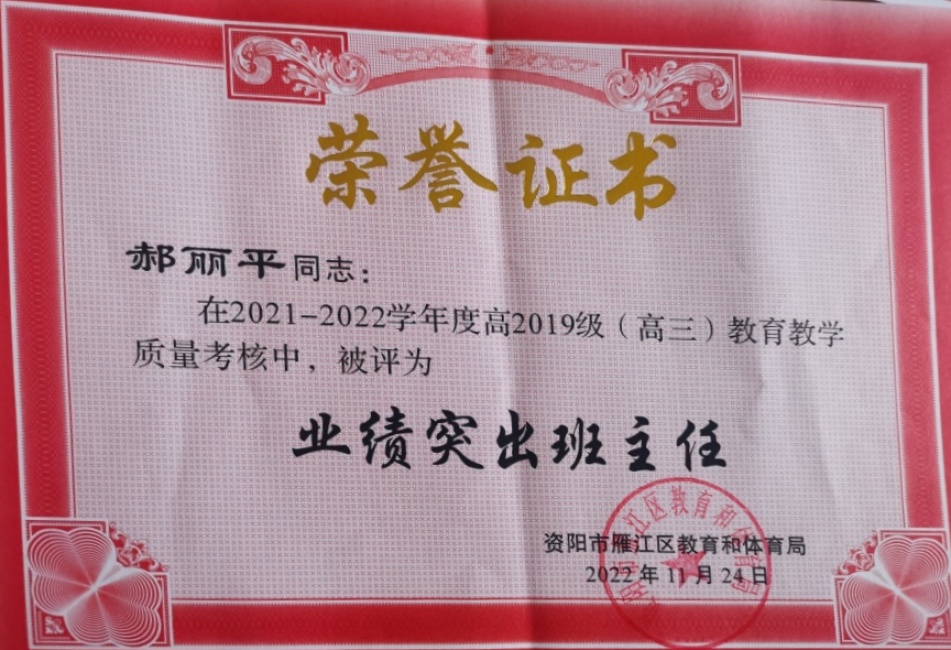 荣誉证书
郝丽平同志：
在2021-2022学年度高2019级（高三）教育教学
质量考核中，被评为
业绩突出班主任
资阳市雁江区教育和体育局
2022年11月24日